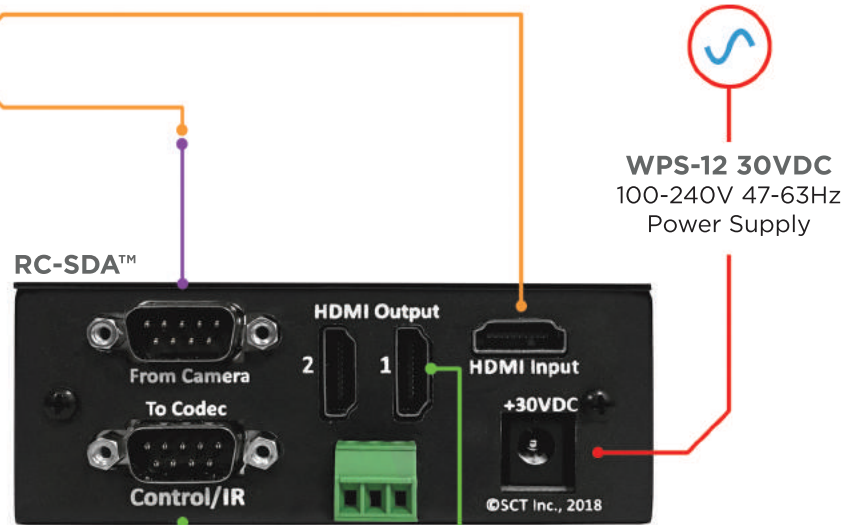 WPS-12 30VDC
100-240V 47-63Hz
Power Supply
RC-SDA™
HDMI Output
2
1
HDMI Input
From Camera
To Codec
+30VDC
Control/IR
©SCT Inc., 2018